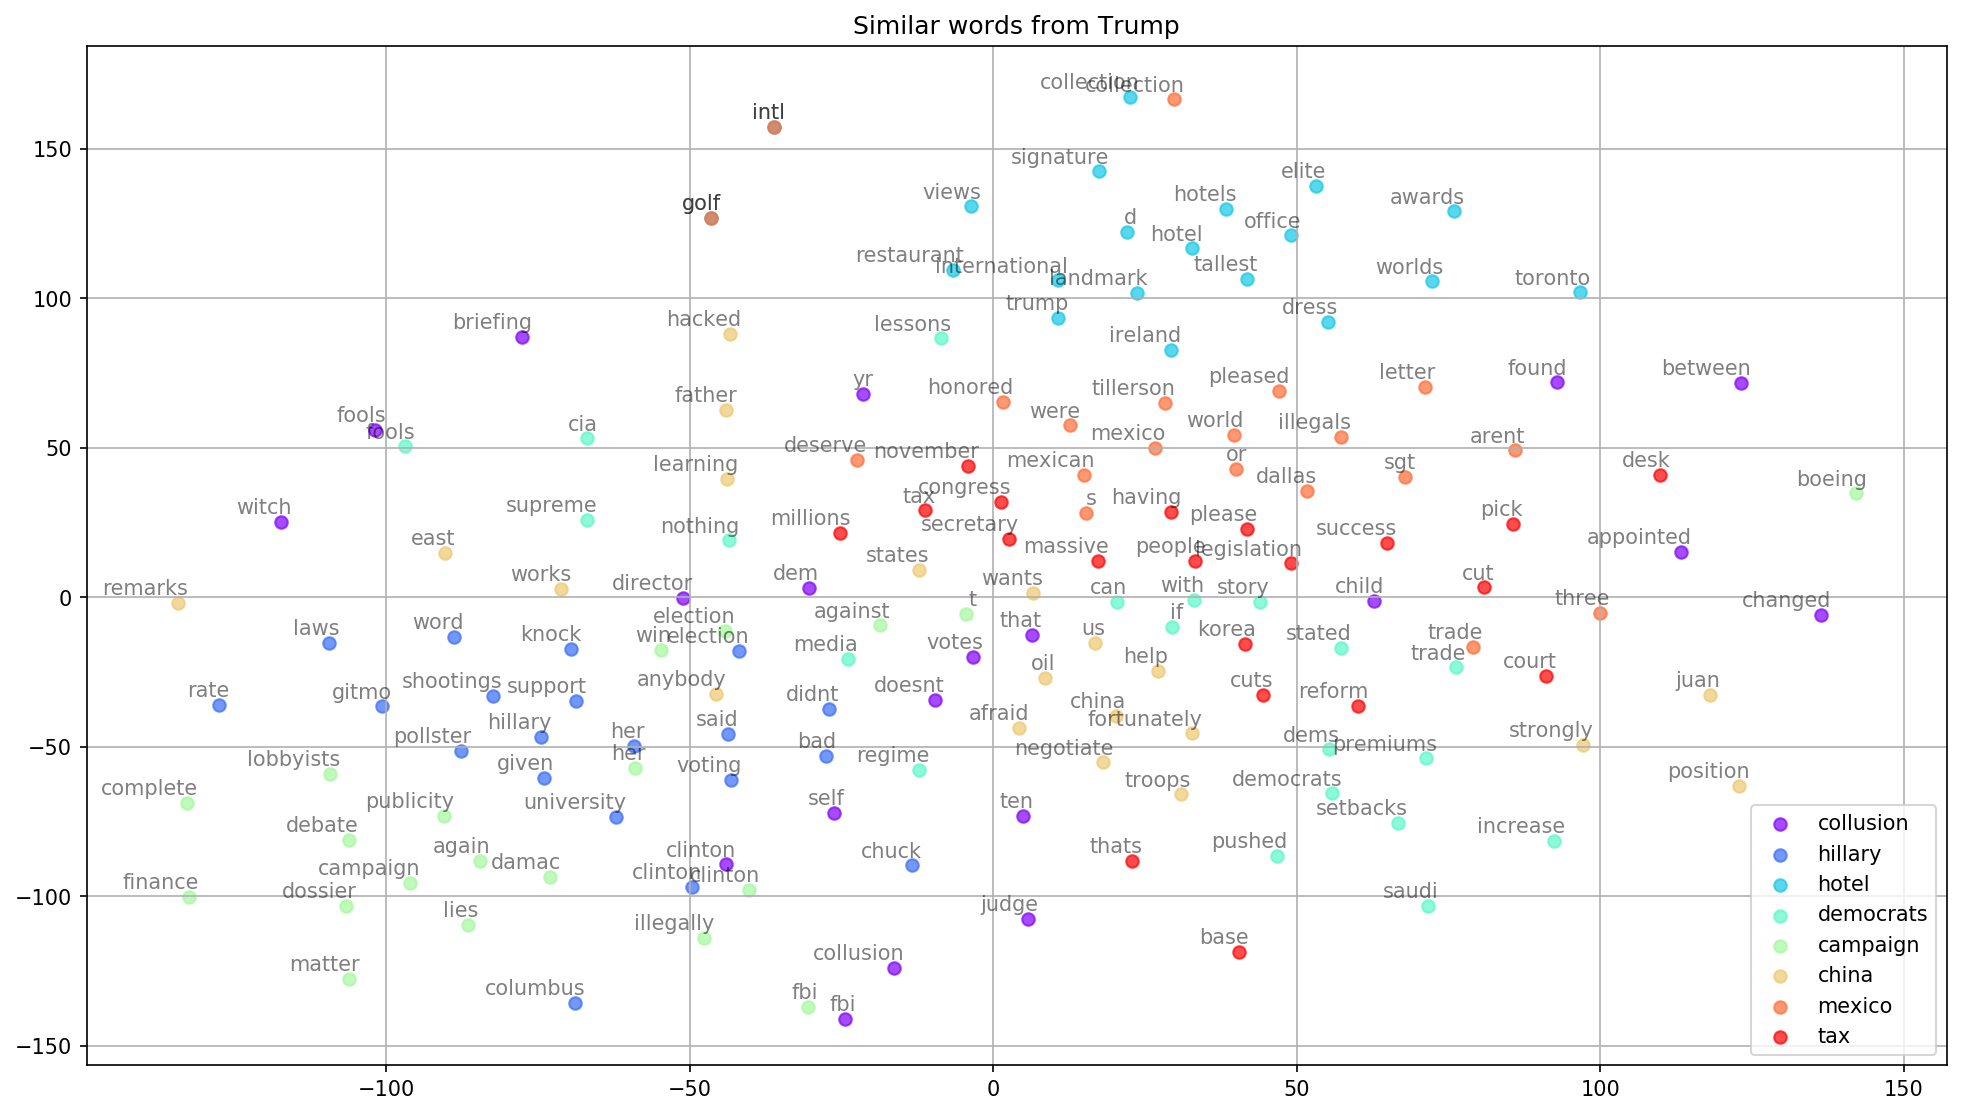 Similar words from Trump
collection
collection
intl
signature
elite
views
hotels
awards
golf
d
office
hotel
restaurant
international
tallest
worlds
landmark
toronto
trump
dress
briefing
hacked
lessons
ireland
found
between
yr
honored
tillerson
pleased
letter
father
fools
fools
cia
were
world
illegals
deserve
november
mexico
arent
learning
mexican
or
dallas
sgt
desk
boeing
witch
supreme
tax
congress
s
having
pick
nothing
millions
secretary
please
success
east
states
massive
people
legislation
appointed
remarks
works
director
dem
wants
can
with
story
child
cut
three
changed
laws
word
knock
election
win
election
against
t
that
us
if
korea
stated
trade
trade
media
votes
oil
help
court
rate
gitmo
shootings
support
anybody
didnt
doesnt
cuts
reform
juan
hillary
her
her
said
afraid
china
fortunately
strongly
pollster
bad
dems
premiums
lobbyists
given
voting
regime
negotiate
position
complete
publicity
university
self
ten
troops
democrats
setbacks
debate
again
damac
clinton
chuck
thats
pushed
increase
finance
campaign
dossier
clinton
clinton
lies
illegally
judge
saudi
matter
collusion
base
columbus
fbi
fbi
150
100
50
0
−50
−100
−150
−100
−50
0
50
100
150
collusion
hillary
hotel
democrats
campaign
china
mexico
tax